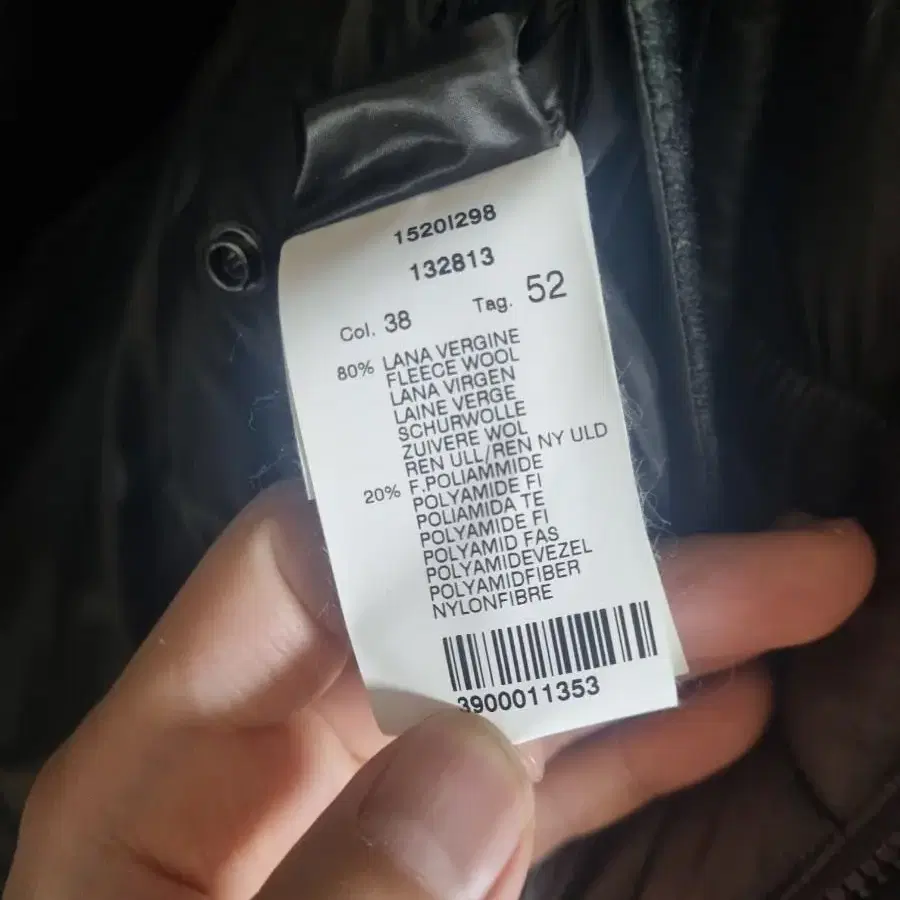 1520I298
132813
Col. 38 Tag. 52
80% LANA VERGINE
FLEECE WOOL
LANA VIRGEN
LAINE VERGE
SCHURWOLLE
ZUIVERE WOL
REN ULL/REN NY ULD
20% F.POLIAMMIDE
POLYAMIDE FI
POLIAMIDA TE
POLYAMIDE FI
POLYAMID FAS
POLYAMIDEVEZEL
POLYAMIDFIBER
NYLONFIBRE
3900011353